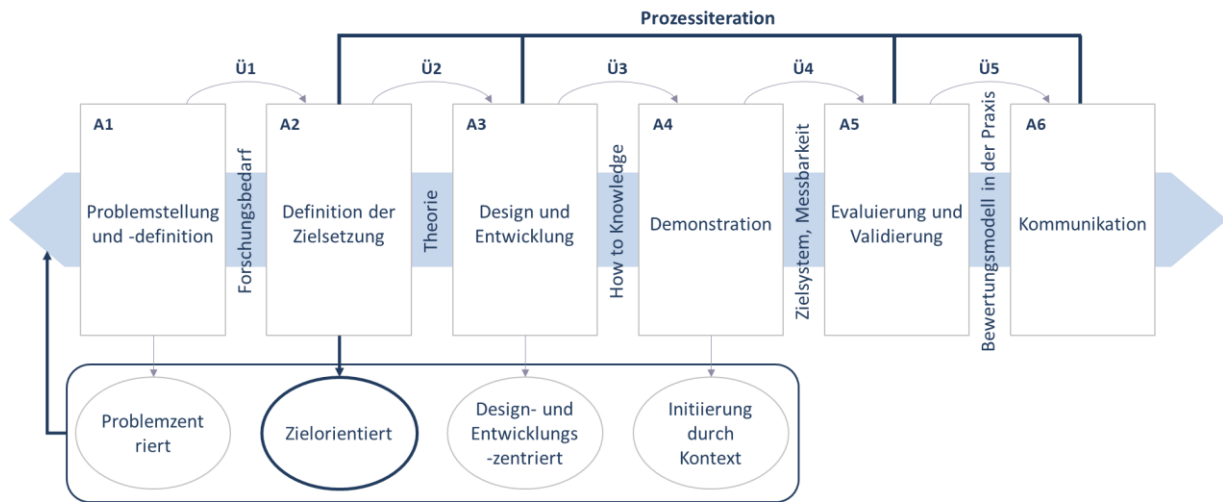 Prozessiteration
Ü1
Ü2
Ü3
Ü4
Ü5
A1
Problemstellung
und -definition
Forschungsbedarf
A2
Definition der
Zielsetzung
Theorie
A3
Design und
Entwicklung
How to Knowledge
A4
Demonstration
Zielsystem, Messbarkeit
A5
Evaluierung und
Validierung
Bewertungsmodell in der Praxis
A6
Kommunikation
Problemzent
riert
Zielorientiert
Design- und
Entwicklungs
-zentriert
Initiierung
durch
Kontext